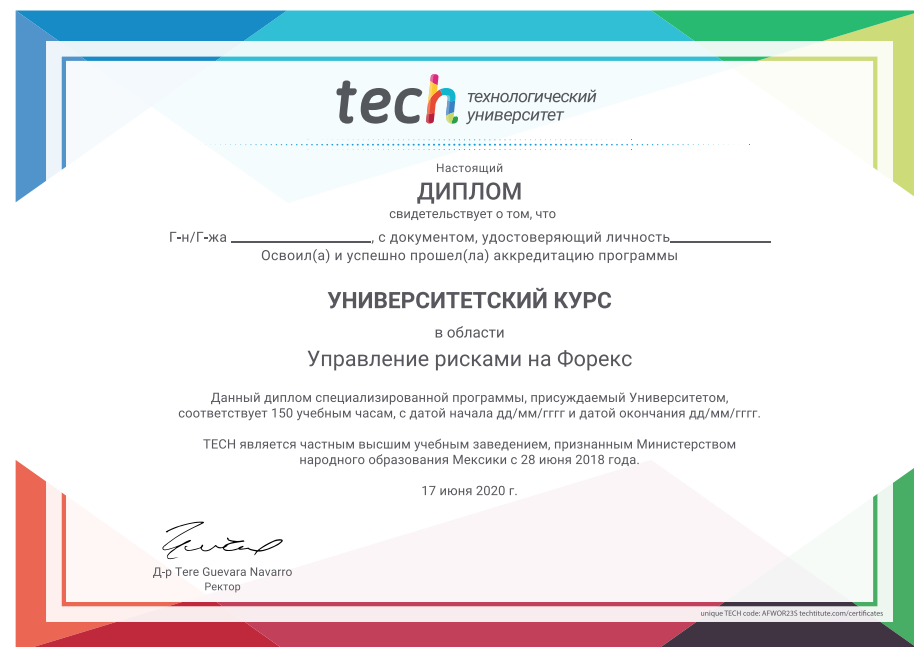 tech технологический
университет
Настоящий
ДИПЛОМ
свидетельствует о том, что
Г-н/Г-жа ____________________, с документом, удостоверяющий личность______________
Освоил(а) и успешно прошел(ла) аккредитацию программы
УНИВЕРСИТЕТСКИЙ КУРС
в области
Управление рисками на Форекс
Данный диплом специализированной программы, присуждаемый Университетом,
соответствует 150 учебным часам, с датой начала дд/мм/гггг и датой окончания дд/мм/гггг.
TECH является частным высшим учебным заведением, признанным Министерством
народного образования Мексики с 28 июня 2018 года.
17 июня 2020 г.
Д-р Tere Guevara Navarro
Ректор
unique TECH code: AFWOR23S techtitute.com/certificates